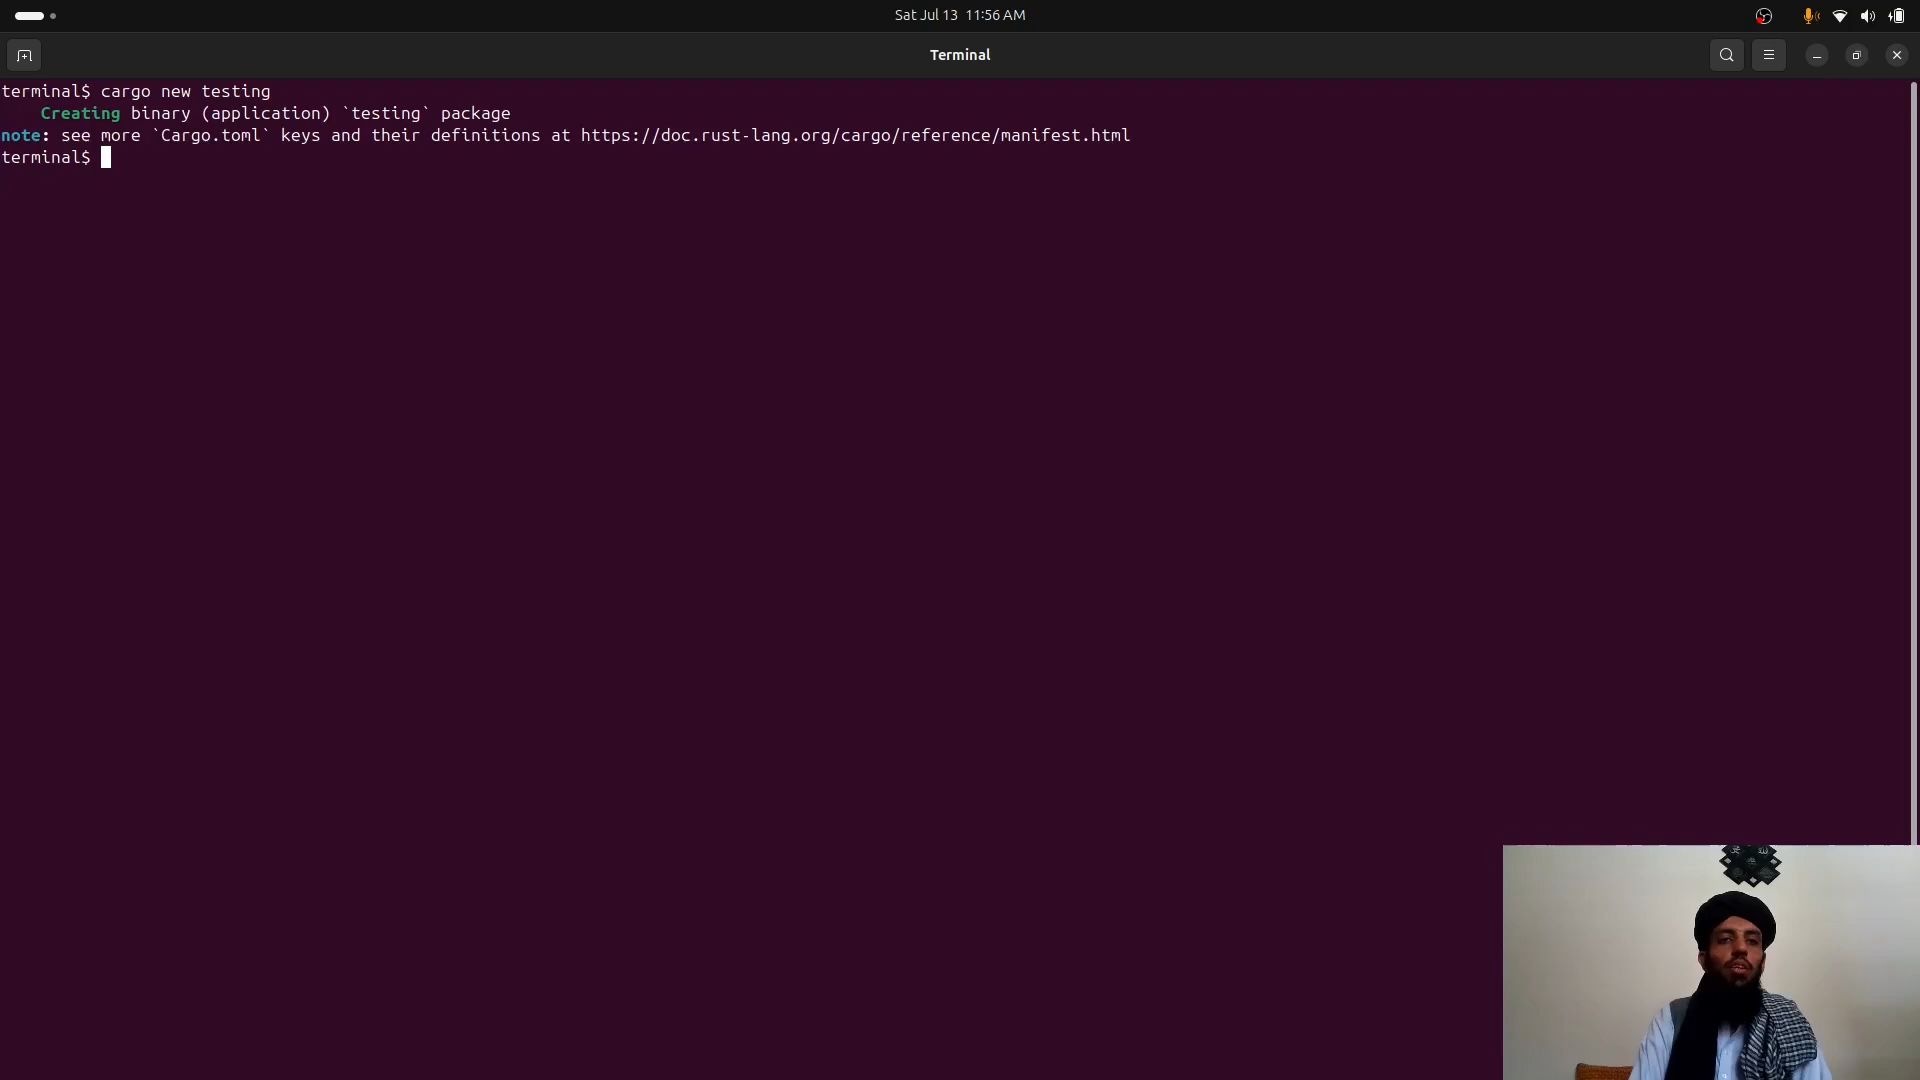 Sat Jul 13 11:56 AM
Terminal
terminal$ cargo new testing
    Creating binary (application) `testing` package
note: see more `Cargo.toml` keys and their definitions at https://doc.rust-lang.org/cargo/reference/manifest.html
terminal$